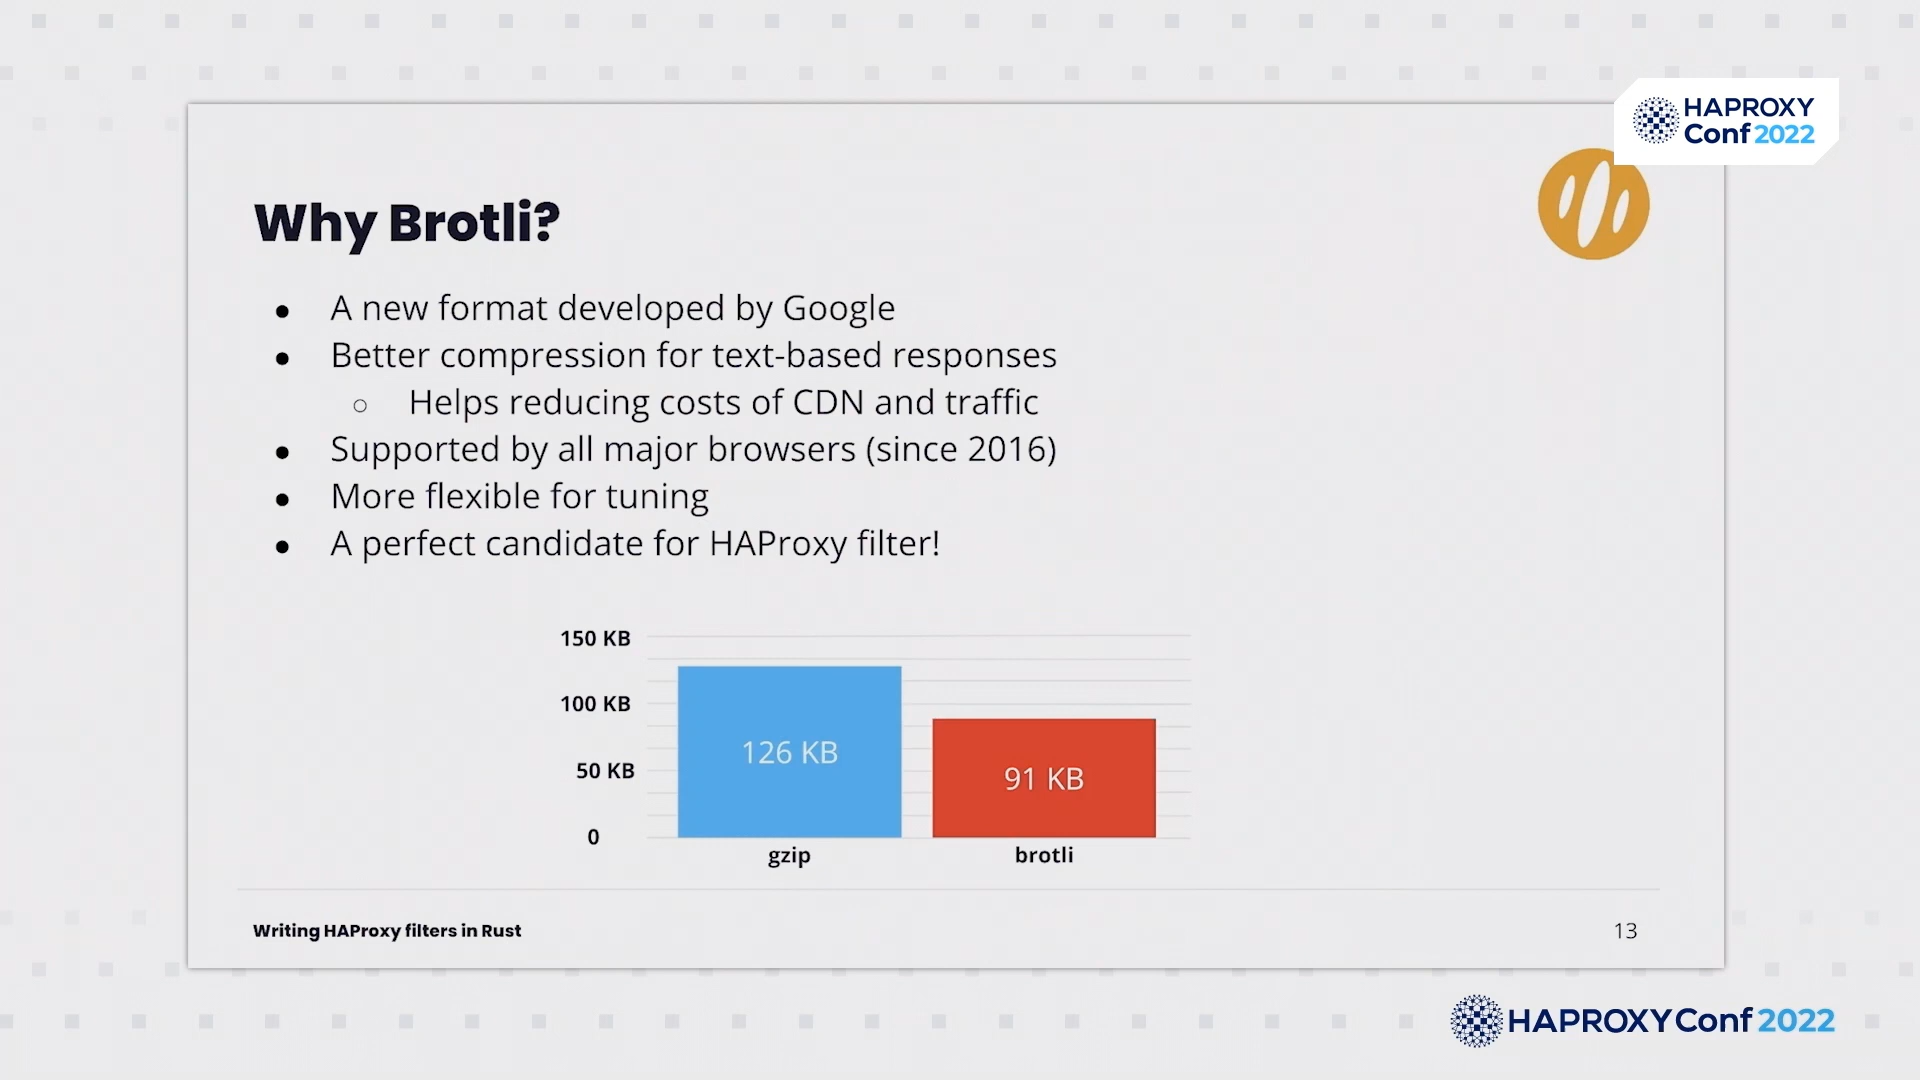 HAPROXY
Conf 2022
Why Brotli?
● A new format developed by Google
● Better compression for text-based responses
○ Helps reducing costs of CDN and traffic
● Supported by all major browsers (since 2016)
● More flexible for tuning
● A perfect candidate for HAProxy filter!
150 KB
100 KB
50 KB
0
126 KB
91 KB
gzip
brotli
Writing HAProxy filters in Rust
13
HAPROXYConf 2022